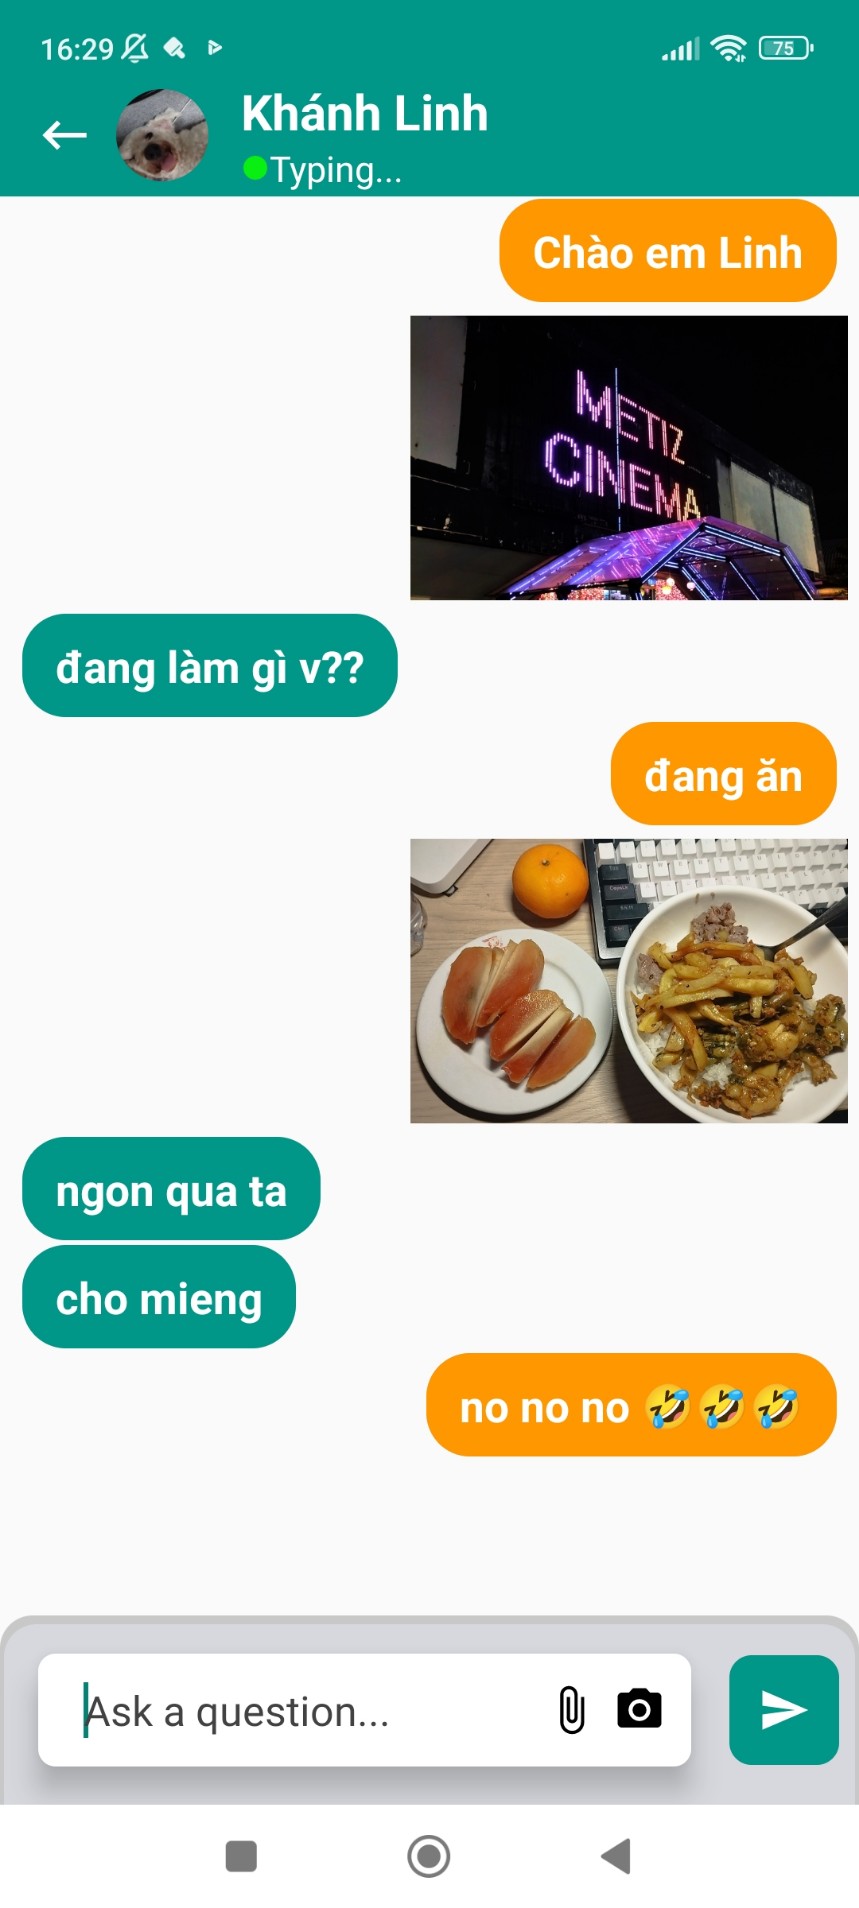 16:29
75
Khánh Linh
Typing...
Chào em Linh
METIZ
CINEMA
đang làm gì v??
đang ăn
ngon qua ta
cho mieng
no no no 🤣🤣🤣
Ask a question...